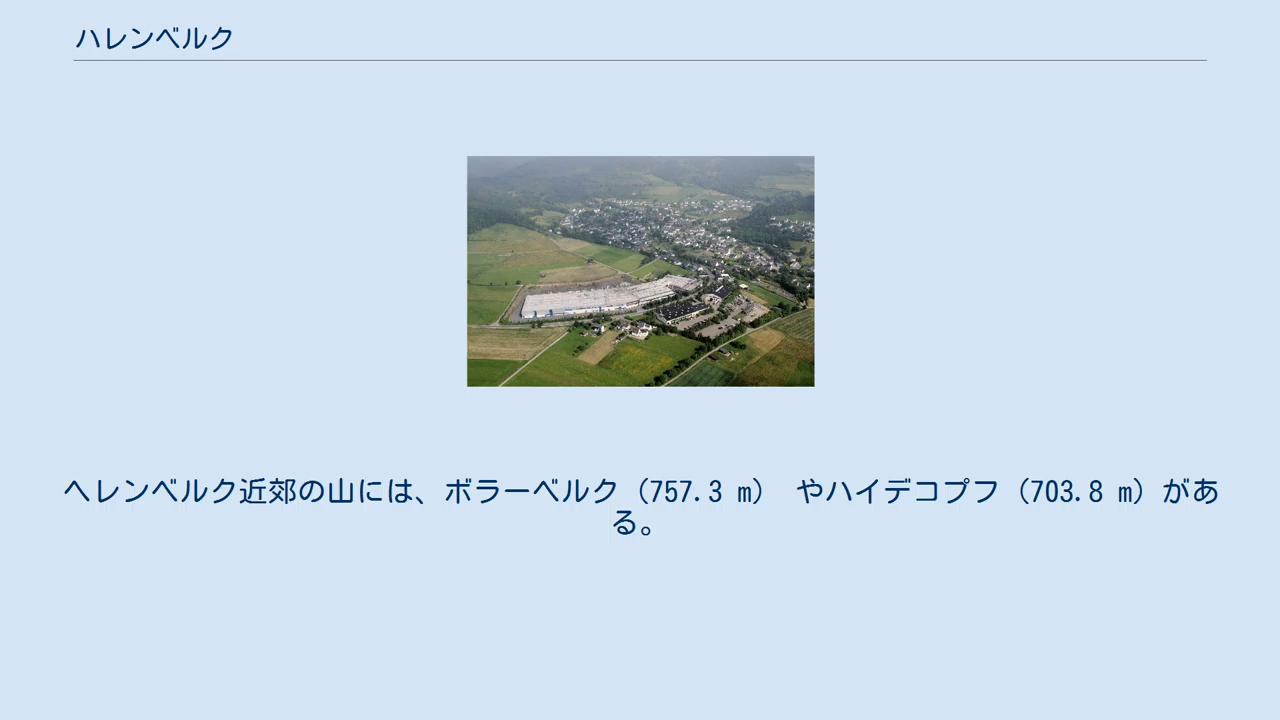 ハレンベルク
ヘレンベルク近郊の山には、ボラーベルク（757.3 m） やハイデコプフ（703.8 m）があ
る。